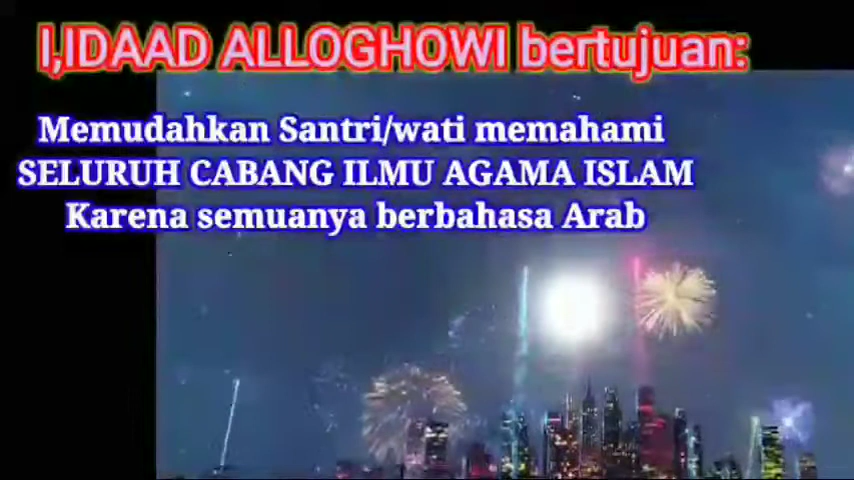 I,IDAAD ALLOGHOWI bertujuan:
Memudahkan Santri/wati memahami
SELURUH CABANG ILMU AGAMA ISLAM
Karena semuanya berbahasa Arab